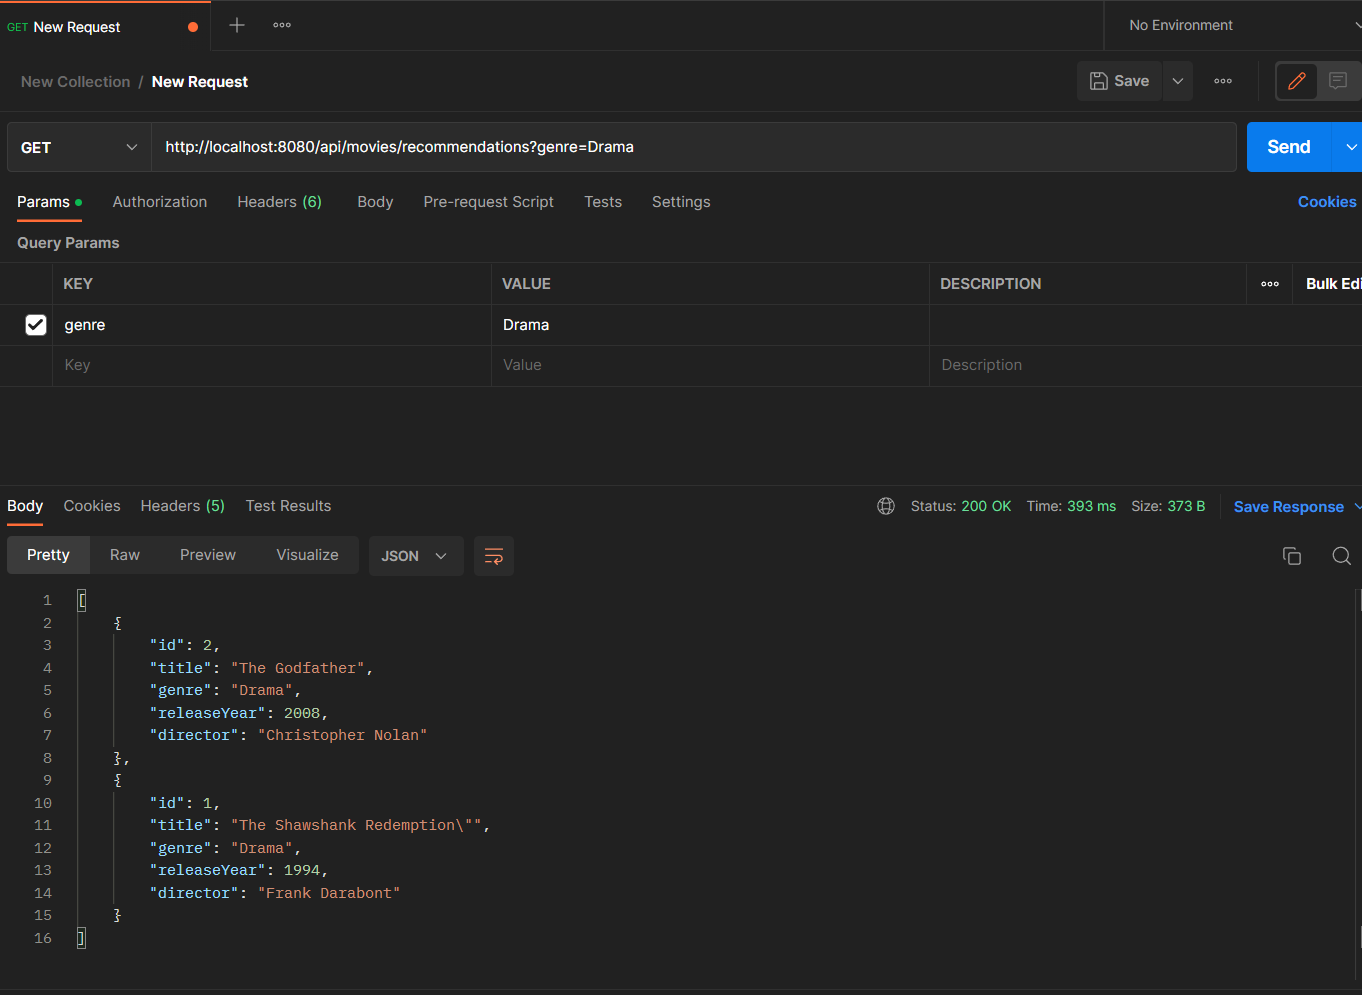 GET New Request
No Environment
New Collection / New Request
Save
GET
http://localhost:8080/api/movies/recommendations?genre=Drama
Send
Params
Authorization
Headers (6)
Body
Pre-request Script
Tests
Settings
Cookies
Query Params
KEY
VALUE
DESCRIPTION
Bulk Edi
genre
Drama
Key
Value
Description
Body
Cookies
Headers (5)
Test Results
Status: 200 OK
Time: 393 ms
Size: 373 B
Save Response
Pretty
Raw
Preview
Visualize
JSON
1 [
2 {
3 "id": 2,
4 "title": "The Godfather",
5 "genre": "Drama",
6 "releaseYear": 2008,
7 "director": "Christopher Nolan"
8 },
9 {
10 "id": 1,
11 "title": "The Shawshank Redemption\"",
12 "genre": "Drama",
13 "releaseYear": 1994,
14 "director": "Frank Darabont"
15 }
16 ]